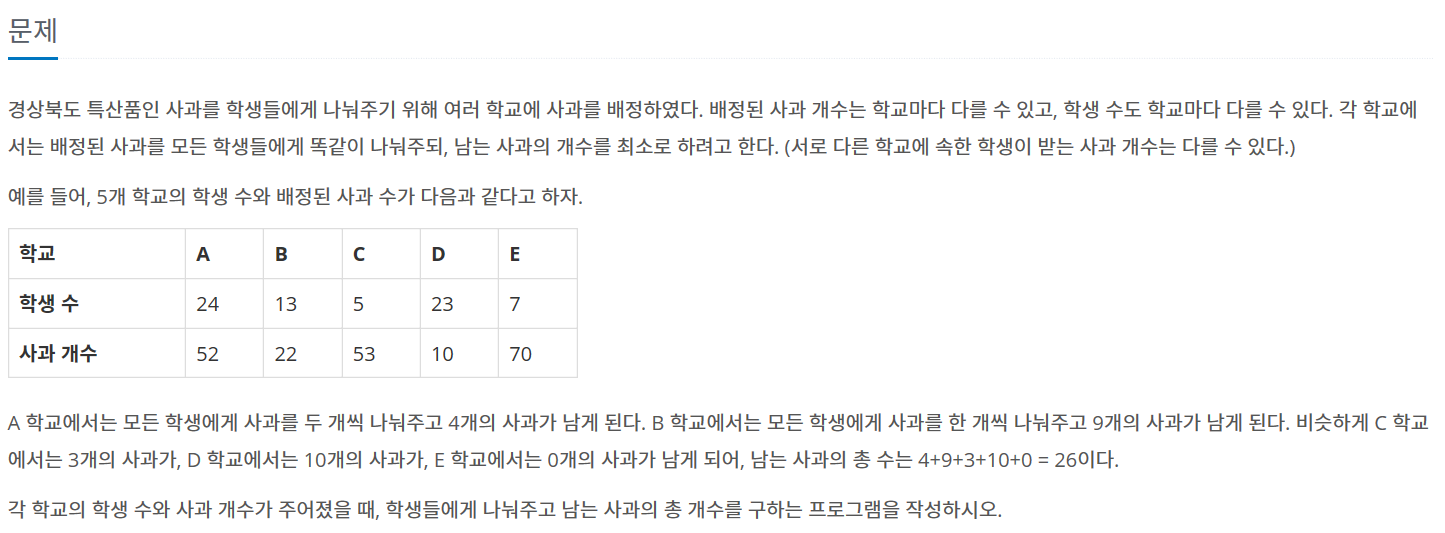 문제
경상북도 특산품인 사과를 학생들에게 나눠주기 위해 여러 학교에 사과를 배정하였다. 배정된 사과 개수는 학교마다 다를 수 있고, 학생 수도 학교마다 다를 수 있다. 각 학교에
서는 배정된 사과를 모든 학생들에게 똑같이 나눠주되, 남는 사과의 개수를 최소로 하려고 한다. (서로 다른 학교에 속한 학생이 받는 사과 개수는 다를 수 있다.)
예를 들어, 5개 학교의 학생 수와 배정된 사과 수가 다음과 같다고 하자.
학교 A B C D E
학생 수 24 13 5 23 7
사과 개수 52 22 53 10 70
A 학교에서는 모든 학생에게 사과를 두 개씩 나눠주고 4개의 사과가 남게 된다. B 학교에서는 모든 학생에게 사과를 한 개씩 나눠주고 9개의 사과가 남게 된다. 비슷하게 C 학교
에서는 3개의 사과가, D 학교에서는 10개의 사과가, E 학교에서는 0개의 사과가 남게 되어, 남는 사과의 총 수는 4+9+3+10+0 = 26이다.
각 학교의 학생 수와 사과 개수가 주어졌을 때, 학생들에게 나눠주고 남는 사과의 총 개수를 구하는 프로그램을 작성하시오.